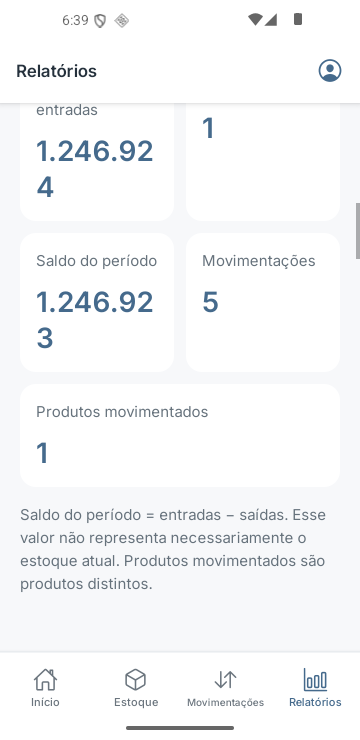 6:39
Relatórios
entradas
1.246.92
4
1
Saldo do período
1.246.92
3
Movimentações
5
Produtos movimentados
1
Saldo do período = entradas − saídas. Esse
valor não representa necessariamente o
estoque atual. Produtos movimentados são
produtos distintos.
Início
Estoque
Movimentações
Relatórios